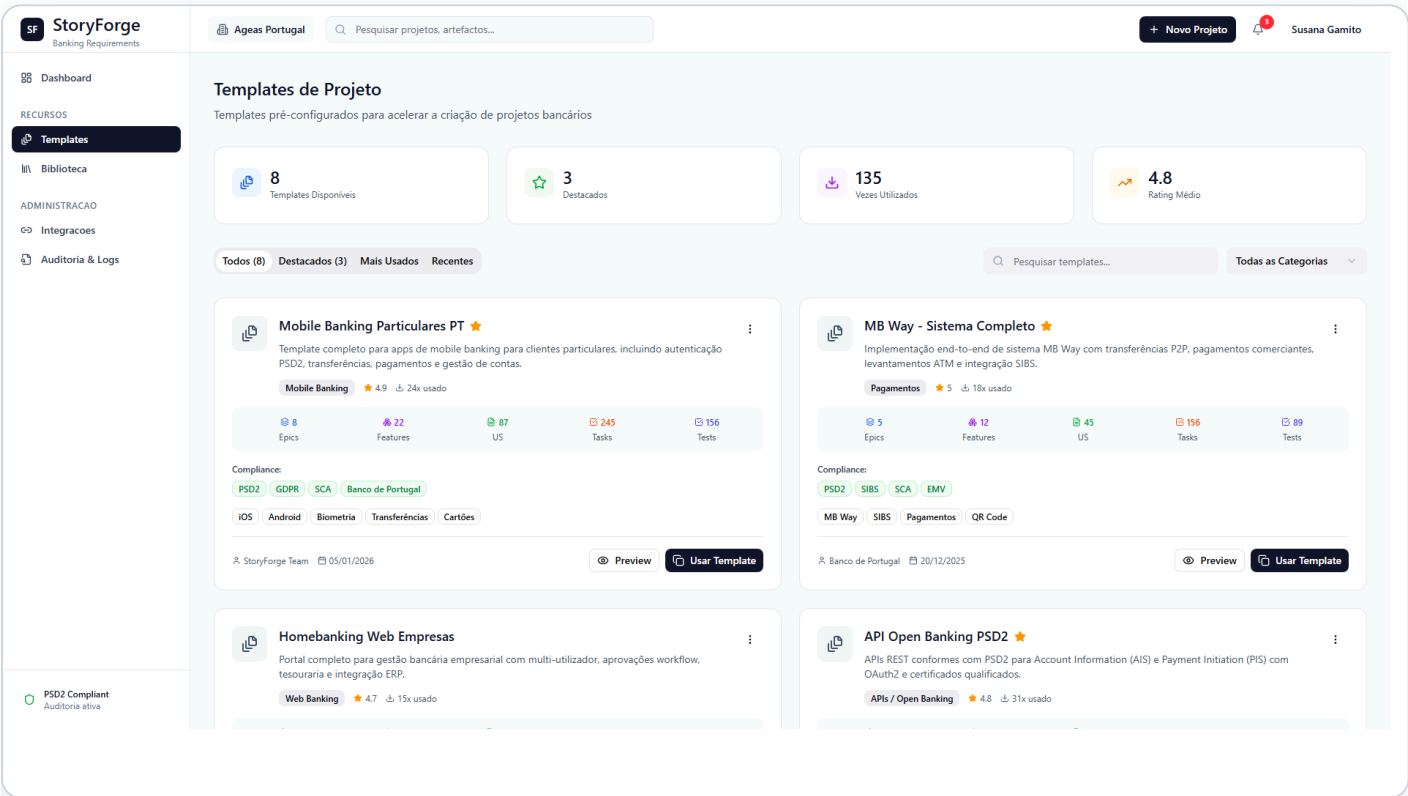 SF
StoryForge
Banking Requirements
Ageas Portugal
Pesquisar projetos, artefactos...
+ Novo Projeto
3
Susana Gamito
Dashboard
RECURSOS
Templates
Biblioteca
ADMINISTRACAO
Integracoes
Auditoria & Logs
PSD2 Compliant
Auditoria ativa
Templates de Projeto
Templates pré-configurados para acelerar a criação de projetos bancários
8
Templates Disponíveis
3
Destacados
135
Vezes Utilizados
4.8
Rating Médio
Todos (8) Destacados (3) Mais Usados Recentes
Pesquisar templates...
Todas as Categorias
Mobile Banking Particulares PT
Template completo para apps de mobile banking para clientes particulares, incluindo autenticação
PSD2, transferências, pagamentos e gestão de contas.
Mobile Banking 4.9 24x usado
8 22 87 245 156
Epics Features US Tasks Tests
Compliance:
PSD2 GDPR SCA Banco de Portugal
iOS Android Biometria Transferências Cartões
StoryForge Team 05/01/2026
Preview
Usar Template
MB Way - Sistema Completo
Implementação end-to-end de sistema MB Way com transferências P2P, pagamentos comerciantes,
levantamentos ATM e integração SIBS.
Pagamentos 5 18x usado
5 12 45 156 89
Epics Features US Tasks Tests
Compliance:
PSD2 SIBS SCA EMV
MB Way SIBS Pagamentos QR Code
Banco de Portugal 20/12/2025
Preview
Usar Template
Homebanking Web Empresas
Portal completo para gestão bancária empresarial com multi-utilizador, aprovações workflow,
tesouraria e integração ERP.
Web Banking 4.7 15x usado
API Open Banking PSD2
APIs REST conformes com PSD2 para Account Information (AIS) e Payment Initiation (PIS) com
OAuth2 e certificados qualificados.
APIs / Open Banking 4.8 31x usado